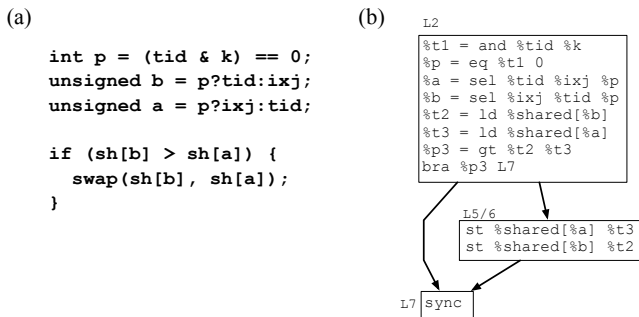 (a)
int p = (tid & k) == 0;
unsigned b = p?tid:ixj;
unsigned a = p?ixj:tid;
if (sh[b] > sh[a]) {
swap(sh[b], sh[a]);
}
(b)
L2
%t1 = and %tid %k
%p = eq %t1 0
%a = sel %tid %ixj %p
%b = sel %ixj %tid %p
%t2 = ld %shared[%b]
%t3 = ld %shared[%a]
%p3 = gt %t2 %t3
bra %p3 L7
L5/6
st %shared[%a] %t3
st %shared[%b] %t2
L7 sync